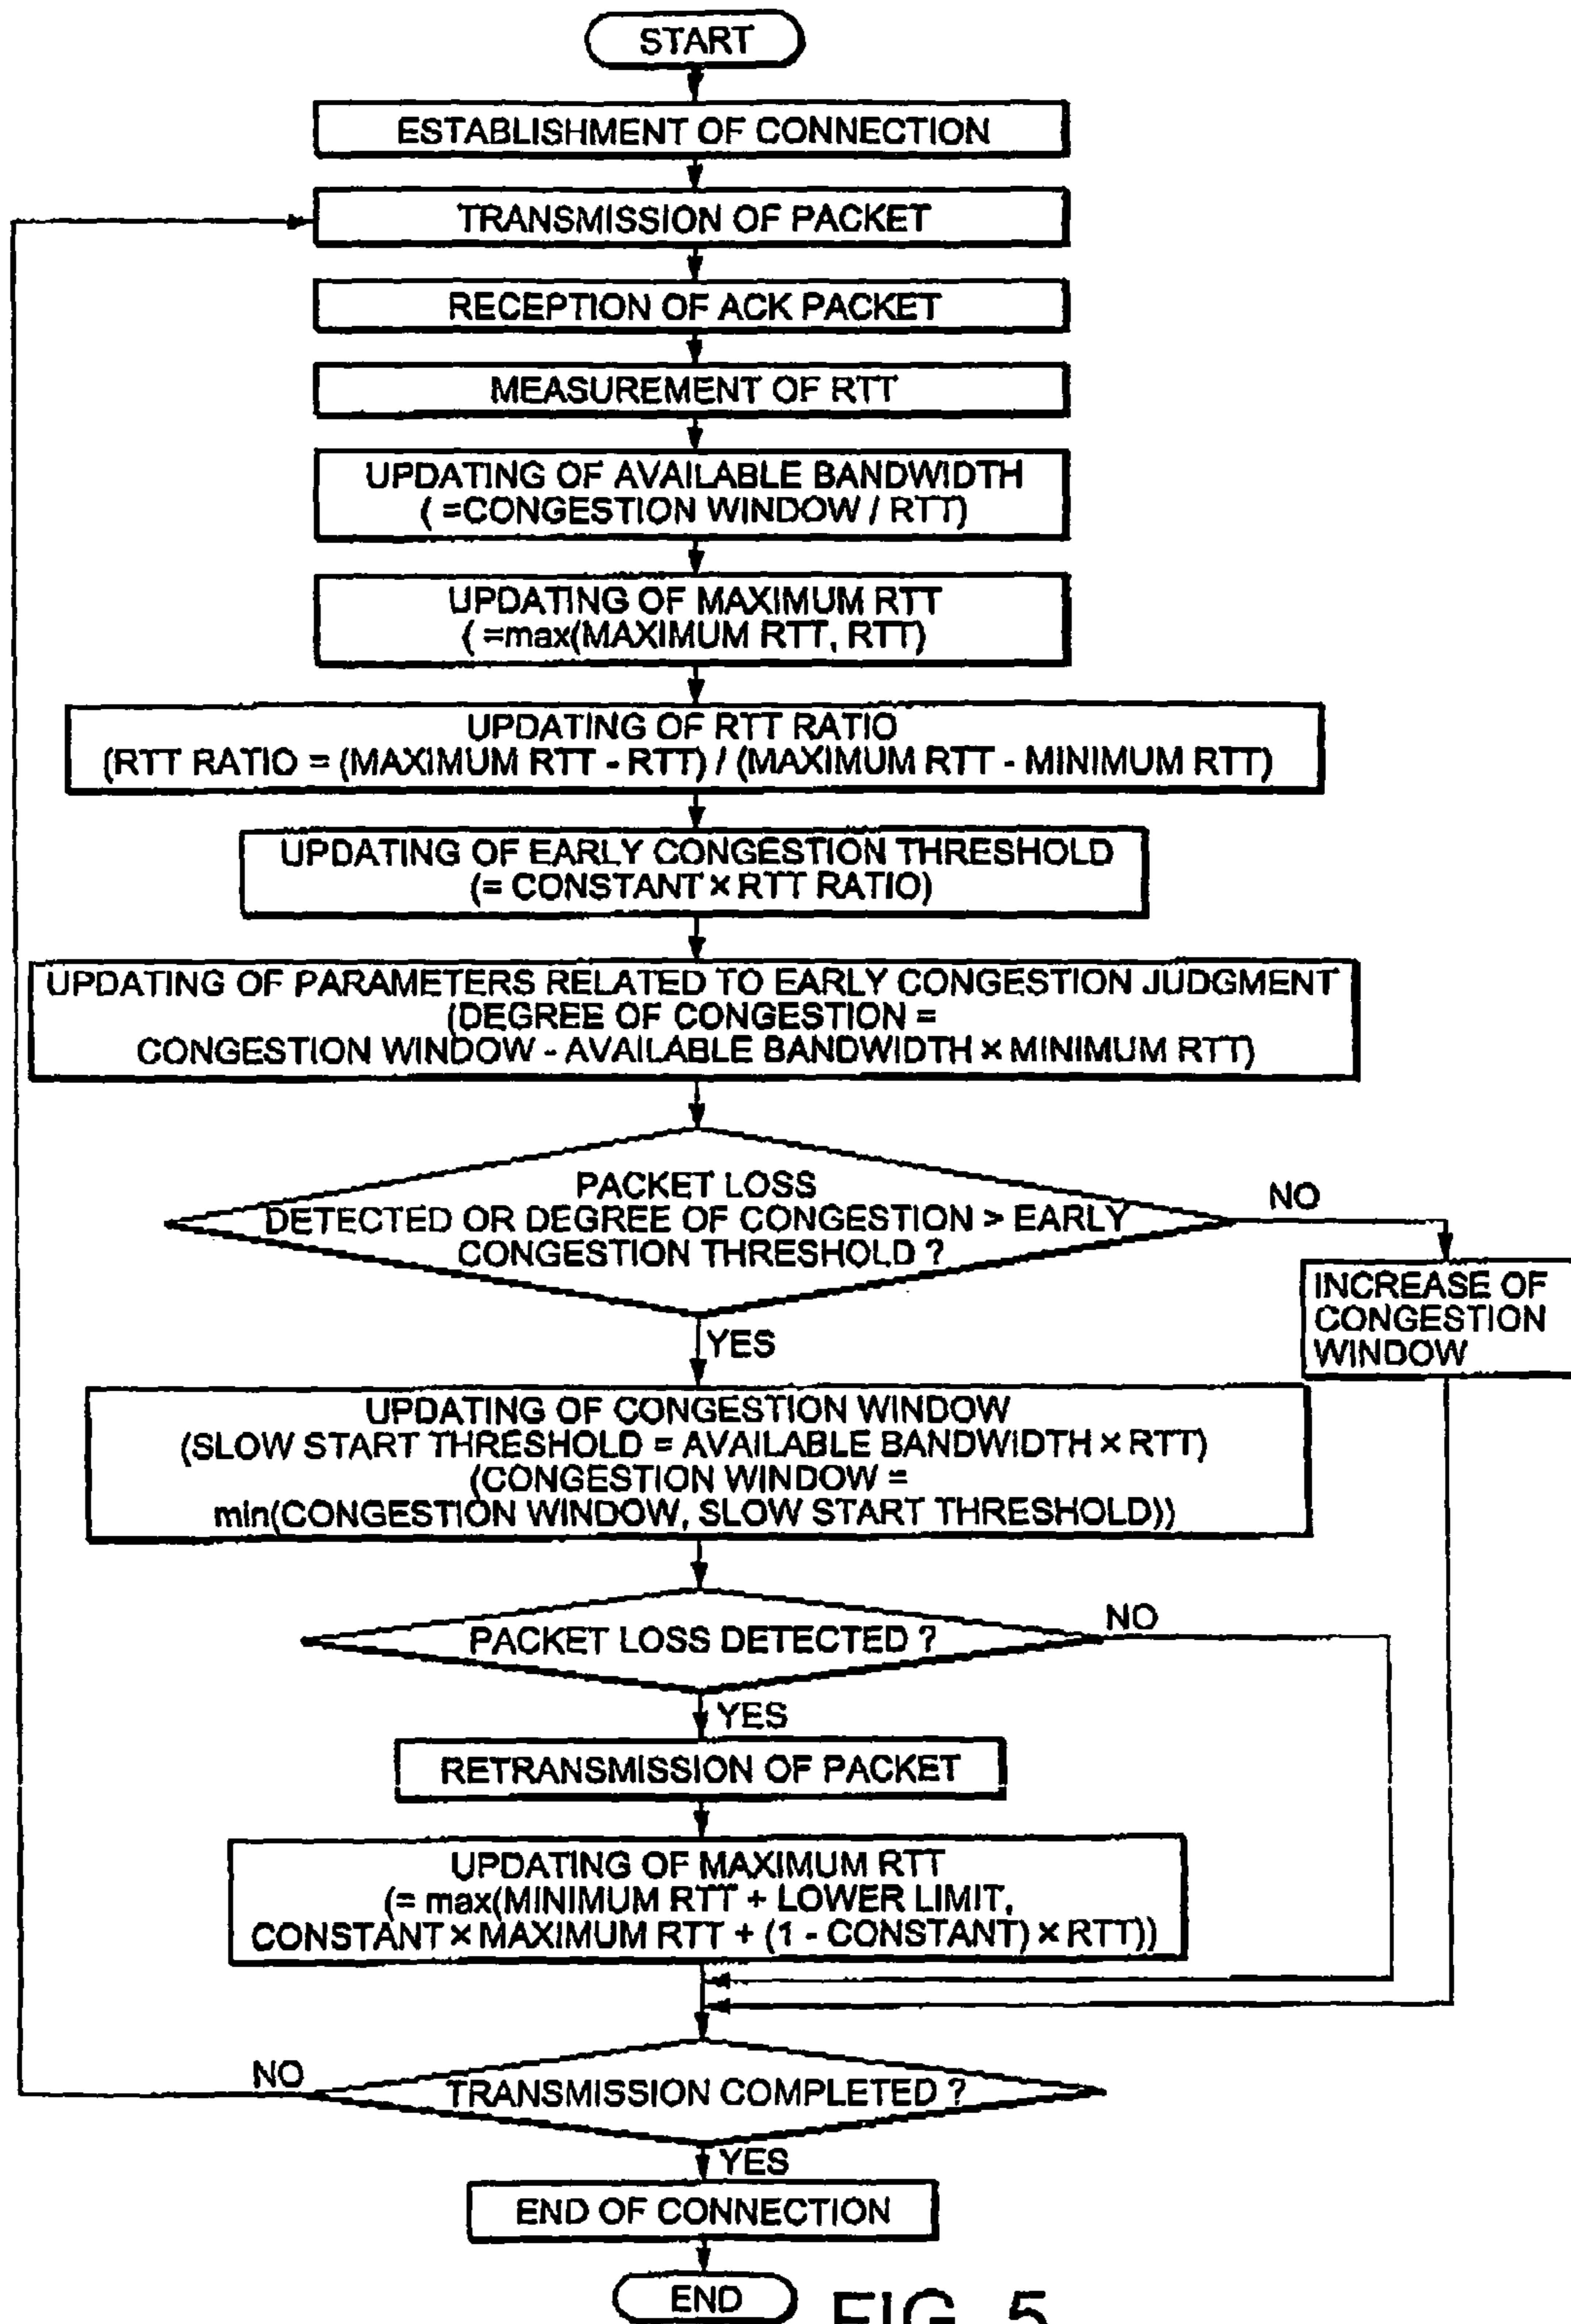 START
ESTABLISHMENT OF CONNECTION
TRANSMISSION OF PACKET
RECEPTION OF ACK PACKET
MEASUREMENT OF RTT
UPDATING OF AVAILABLE BANDWIDTH
( =CONGESTION WINDOW / RTT)
UPDATING OF MAXIMUM RTT
( =max(MAXIMUM RTT, RTT)
UPDATING OF RTT RATIO
(RTT RATIO = (MAXIMUM RTT - RTT) / (MAXIMUM RTT - MINIMUM RTT)
UPDATING OF EARLY CONGESTION THRESHOLD
(= CONSTANT × RTT RATIO)
UPDATING OF PARAMETERS RELATED TO EARLY CONGESTION JUDGMENT
(DEGREE OF CONGESTION =
CONGESTION WINDOW - AVAILABLE BANDWIDTH × MINIMUM RTT)
PACKET LOSS
DETECTED OR DEGREE OF CONGESTION > EARLY
CONGESTION THRESHOLD ?
NO
INCREASE OF
CONGESTION
WINDOW
YES
UPDATING OF CONGESTION WINDOW
(SLOW START THRESHOLD = AVAILABLE BANDWIDTH × RTT)
(CONGESTION WINDOW =
min(CONGESTION WINDOW, SLOW START THRESHOLD))
PACKET LOSS DETECTED ?
NO
YES
RETRANSMISSION OF PACKET
UPDATING OF MAXIMUM RTT
(= max(MINIMUM RTT + LOWER LIMIT,
CONSTANT × MAXIMUM RTT + (1 - CONSTANT) × RTT))
NO
TRANSMISSION COMPLETED ?
YES
END OF CONNECTION
END
FIG. 5